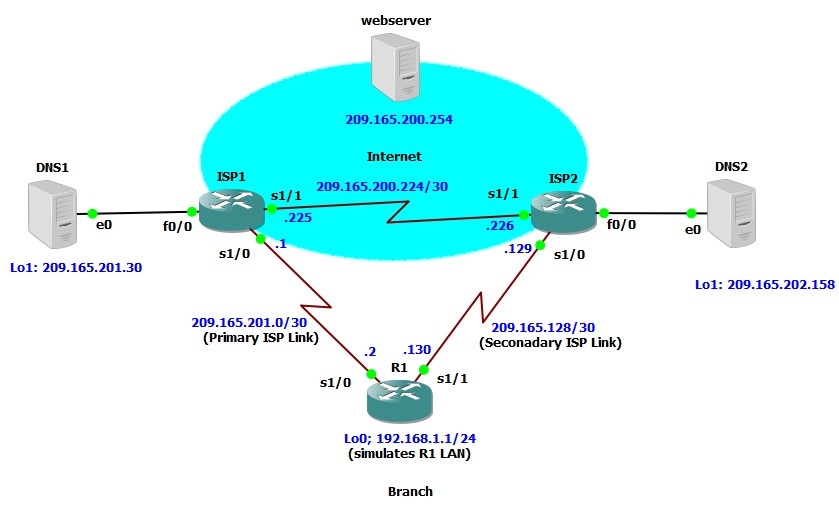 webserver
209.165.200.254
Internet
DNS1
ISP1
s1/1
209.165.200.224/30
s1/1
ISP2
DNS2
e0
f0/0
.225
.226
f0/0
e0
s1/0
.1
.129
s1/0
Lo1: 209.165.201.30
Lo1: 209.165.202.158
209.165.201.0/30
(Primary ISP Link)
209.165.128/30
(Seconadary ISP Link)
.2
.130
s1/0
R1
s1/1
Lo0; 192.168.1.1/24
(simulates R1 LAN)
Branch